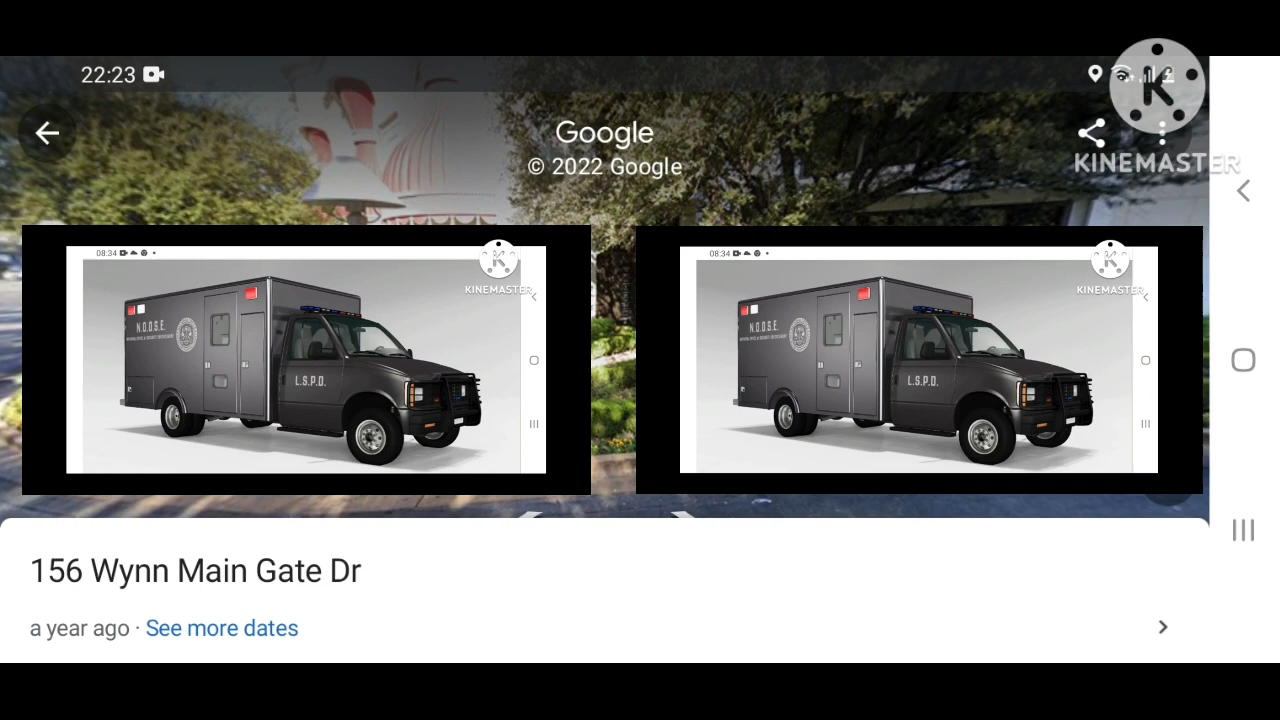 22:23
Google
© 2022 Google
KINEMASTER
08:34
KINEMASTER
N.O.O.S.E.
L.S.P.D.
08:34
KINEMASTER
N.O.O.S.E.
L.S.P.D.
156 Wynn Main Gate Dr
a year ago · See more dates